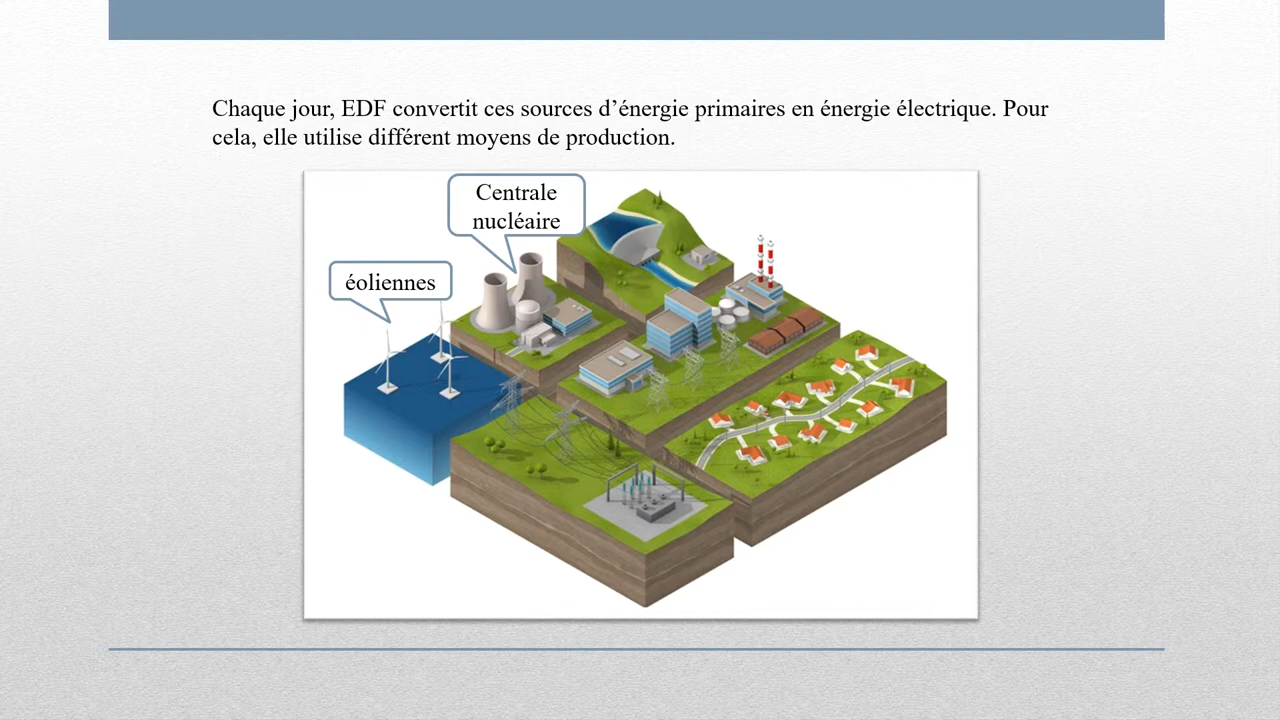 Chaque jour, EDF convertit ces sources d’énergie primaires en énergie électrique. Pour
cela, elle utilise différent moyens de production.
Centrale
nucléaire
éoliennes